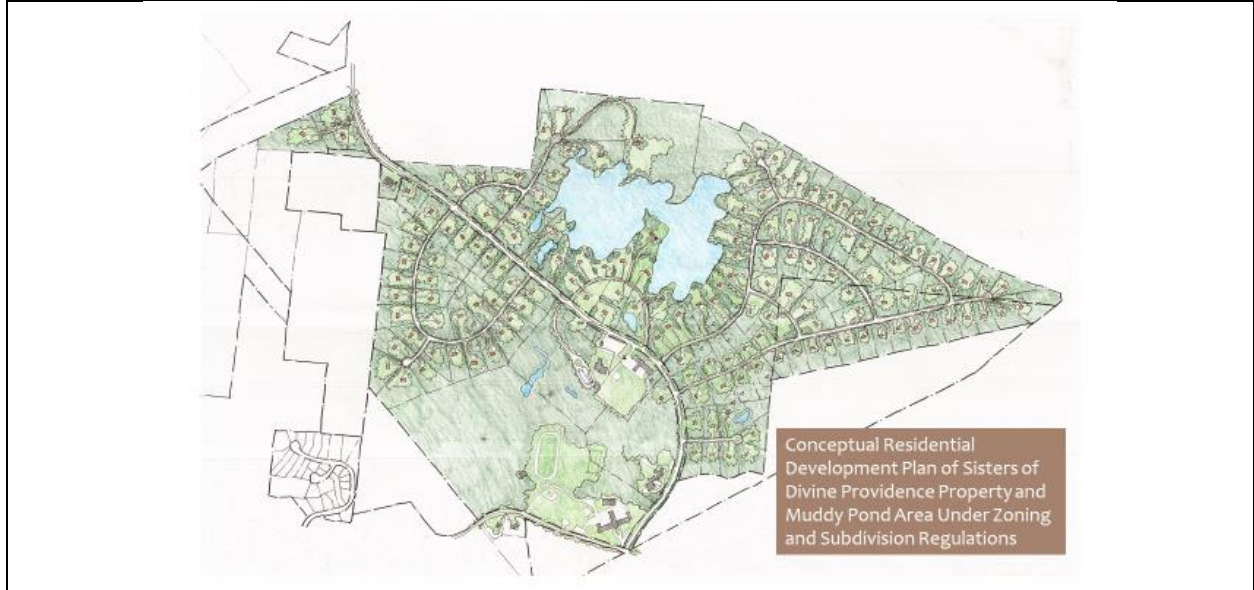 Conceptual Residential
Development Plan of Sisters of
Divine Providence Property and
Muddy Pond Area Under Zoning
and Subdivision Regulations